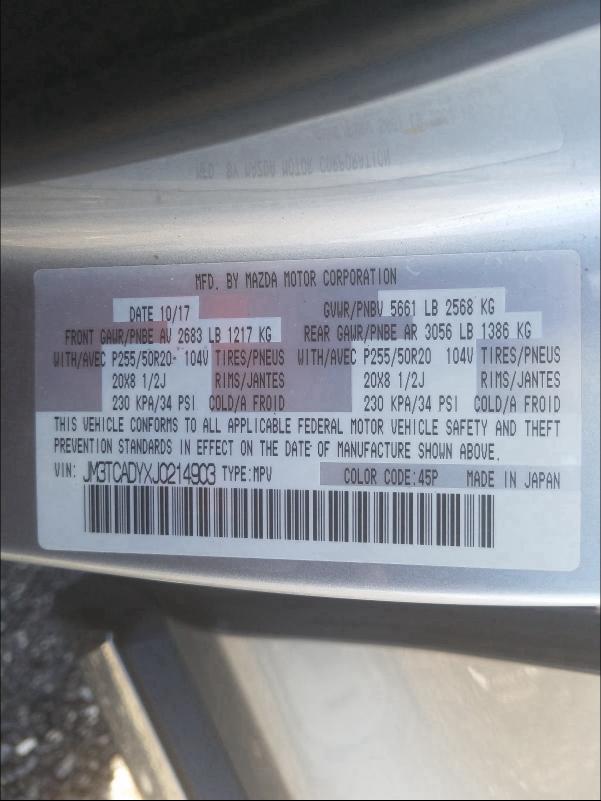 MFD. BY MAZDA MOTOR CORPORATION
DATE 10/17 GVWR/PNBV 5661 LB 2568 KG
FRONT GAWR/PNBE AV 2683 LB 1217 KG REAR GAWR/PNBE AR 3056 LB 1386 KG
WITH/AVEC P255/50R20 104V TIRES/PNEUS WITH/AVEC P255/50R20 104V TIRES/PNEUS
20X8 1/2J RIMS/JANTES 20X8 1/2J RIMS/JANTES
230 KPA/34 PSI COLD/A FROID 230 KPA/34 PSI COLD/A FROID
THIS VEHICLE CONFORMS TO ALL APPLICABLE FEDERAL MOTOR VEHICLE SAFETY AND THEFT
PREVENTION STANDARDS IN EFFECT ON THE DATE OF MANUFACTURE SHOWN ABOVE.
VIN: JM3TCADYXJ0214903 TYPE:MPV COLOR CODE:45P MADE IN JAPAN